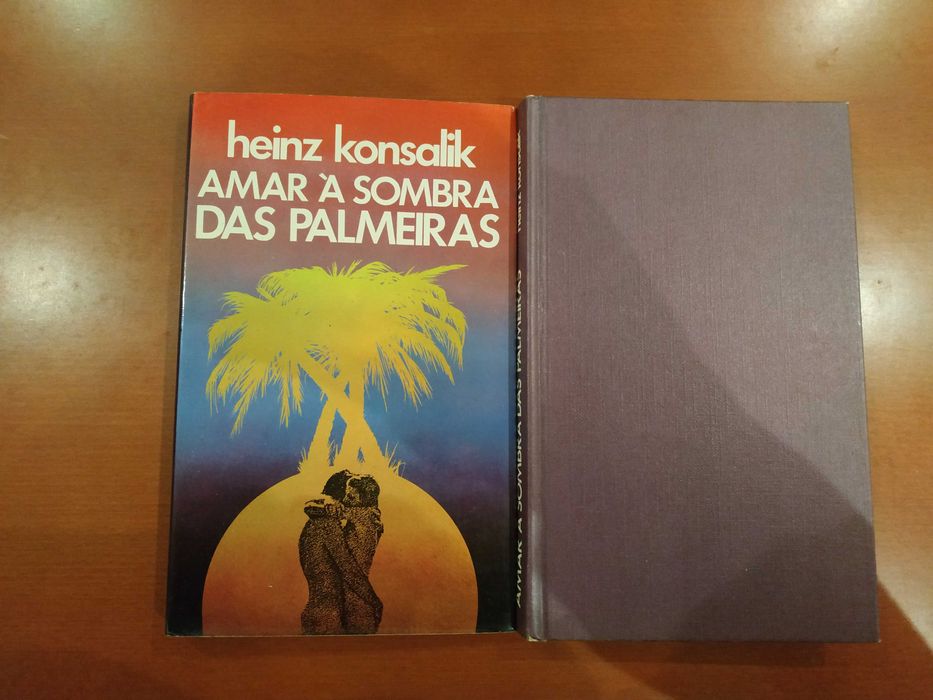 heinz konsalik
AMAR À SOMBRA
DAS PALMEIRAS
AMAR À SOMBRA DAS PALMEIRAS HEINZ KONSALIK